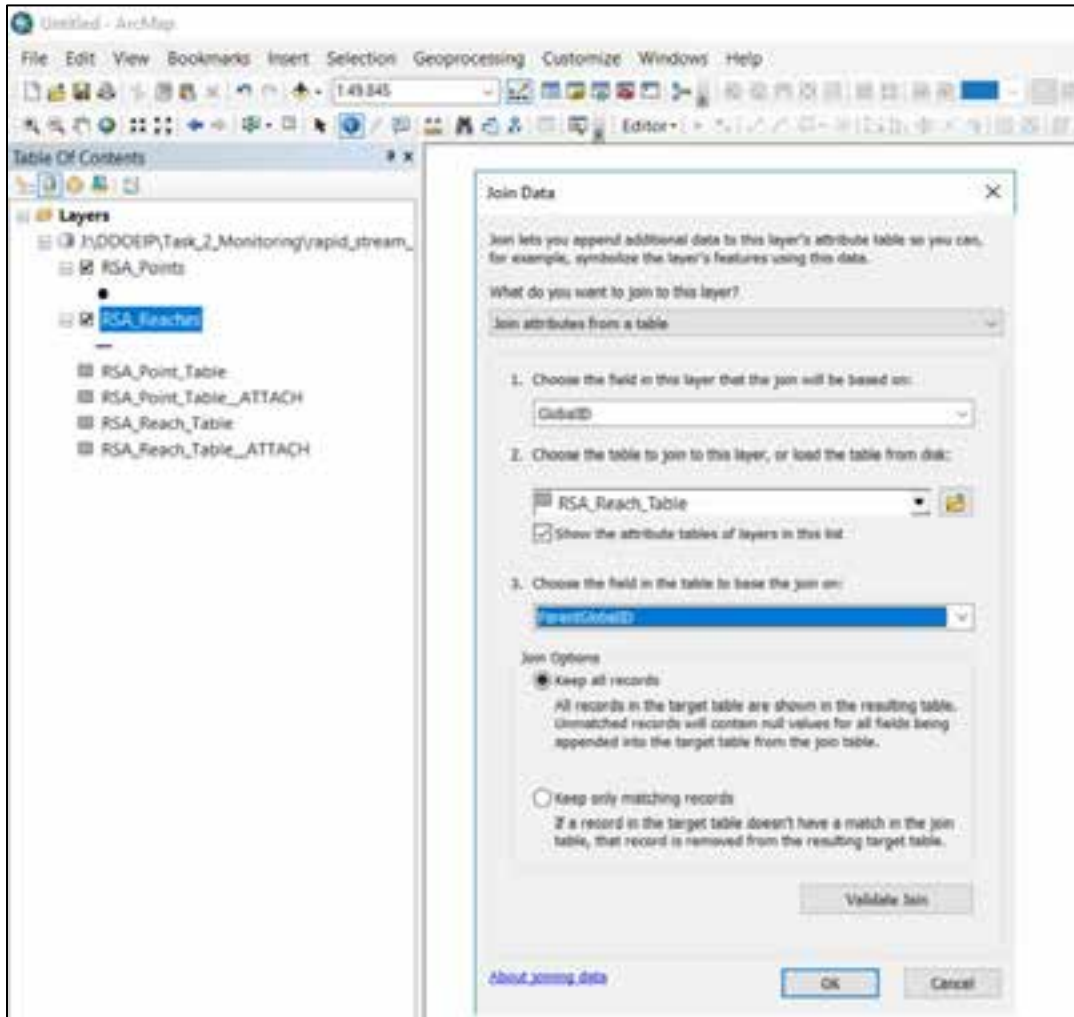 Untitled - ArcMap
File Edit View Bookmarks Insert Selection Geoprocessing Customize Windows Help
1:49,845
Editor
Table Of Contents
Layers
J:\DDOEIP\Task_2_Monitoring\rapid_stream_
RSA_Points
RSA_Reaches
RSA_Point_Table
RSA_Point_Table__ATTACH
RSA_Reach_Table
RSA_Reach_Table__ATTACH
Join Data
Join lets you append additional data to this layer's attribute table so you can,
for example, symbolize the layer's features using this data.
What do you want to join to this layer?
Join attributes from a table
1. Choose the field in this layer that the join will be based on:
GlobalID
2. Choose the table to join to this layer, or load the table from disk:
RSA_Reach_Table
Show the attribute tables of layers in this list
3. Choose the field in the table to base the join on:
ParentGlobalID
Join Options
Keep all records
All records in the target table are shown in the resulting table.
Unmatched records will contain null values for all fields being
appended into the target table from the join table.
Keep only matching records
If a record in the target table doesn't have a match in the join
table, that record is removed from the resulting target table.
Validate Join
About joining data
OK
Cancel